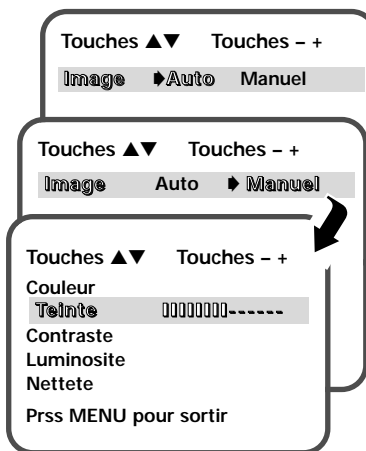 Touches ▲▼ Touches – +
Image ➧Auto Manuel
Touches ▲▼ Touches – +
Image Auto ➧ Manuel
Touches ▲▼ Touches – +
Couleur
Teinte ▯▯▯▯▯▯▯▯------
Contraste
Luminosite
Nettete
Prss MENU pour sortir